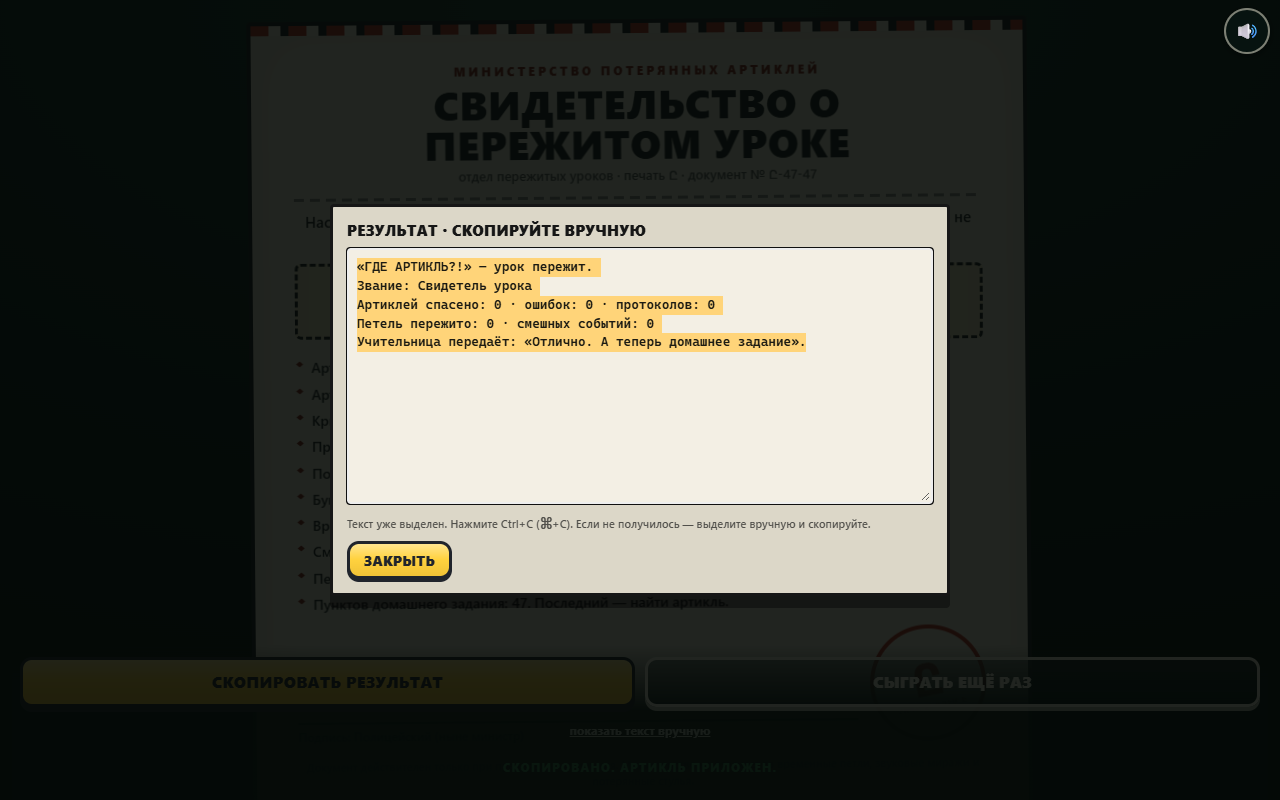 МИНИСТЕРСТВО ПОТЕРЯННЫХ АРТИКЛЕЙ
СВИДЕТЕЛЬСТВО О
ПЕРЕЖИТОМ УРОКЕ
отдел пережитых уроков · печать · документ № -47-47
не
РЕЗУЛЬТАТ · СКОПИРУЙТЕ ВРУЧНУЮ
«ГДЕ АРТИКЛЬ?!» — урок пережит.
Звание: Свидетель урока
Артиклей спасено: 0 · ошибок: 0 · протоколов: 0
Петель пережито: 0 · смешных событий: 0
Учительница передаёт: «Отлично. А теперь домашнее задание».
Текст уже выделен. Нажмите Ctrl+C (⌘+C). Если не получилось — выделите вручную и скопируйте.
ЗАКРЫТЬ
Пунктов домашнего задания: 47. Последний — найти артикль.
СКОПИРОВАТЬ РЕЗУЛЬТАТ
СЫГРАТЬ ЕЩЁ РАЗ
показать текст вручную
СКОПИРОВАНО. АРТИКЛЬ ПРИЛОЖЕН.